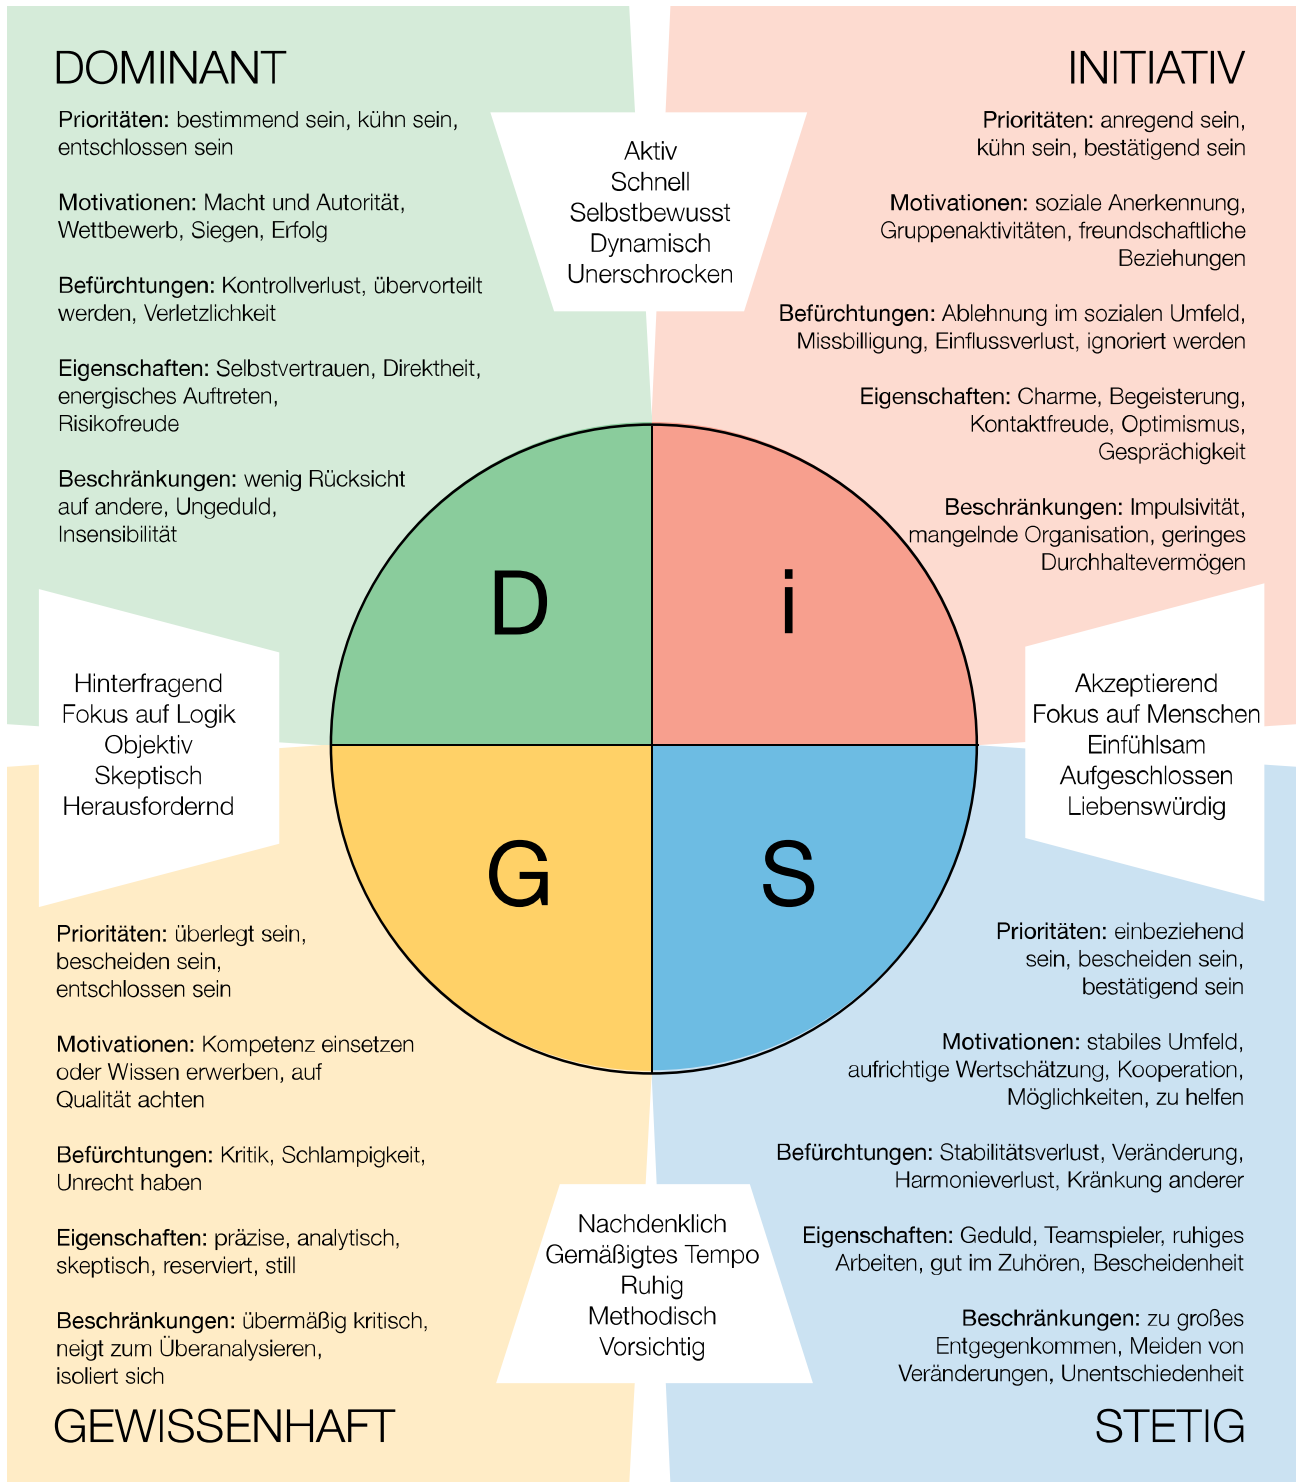 DOMINANT
Prioritäten: bestimmend sein, kühn sein,
entschlossen sein
Motivationen: Macht und Autorität,
Wettbewerb, Siegen, Erfolg
Befürchtungen: Kontrollverlust, übervorteilt
werden, Verletzlichkeit
Eigenschaften: Selbstvertrauen, Direktheit,
energisches Auftreten,
Risikofreude
Beschränkungen: wenig Rücksicht
auf andere, Ungeduld,
Insensibilität
Aktiv
Schnell
Selbstbewusst
Dynamisch
Unerschrocken
INITIATIV
Prioritäten: anregend sein,
kühn sein, bestätigend sein
Motivationen: soziale Anerkennung,
Gruppenaktivitäten, freundschaftliche
Beziehungen
Befürchtungen: Ablehnung im sozialen Umfeld,
Missbilligung, Einflussverlust, ignoriert werden
Eigenschaften: Charme, Begeisterung,
Kontaktfreude, Optimismus,
Gesprächigkeit
Beschränkungen: Impulsivität,
mangelnde Organisation, geringes
Durchhaltevermögen
D
i
Hinterfragend
Fokus auf Logik
Objektiv
Skeptisch
Herausfordernd
Akzeptierend
Fokus auf Menschen
Einfühlsam
Aufgeschlossen
Liebenswürdig
G
S
Prioritäten: überlegt sein,
bescheiden sein,
entschlossen sein
Motivationen: Kompetenz einsetzen
oder Wissen erwerben, auf
Qualität achten
Befürchtungen: Kritik, Schlampigkeit,
Unrecht haben
Eigenschaften: präzise, analytisch,
skeptisch, reserviert, still
Beschränkungen: übermäßig kritisch,
neigt zum Überanalysieren,
isoliert sich
GEWISSENHAFT
Nachdenklich
Gemäßigtes Tempo
Ruhig
Methodisch
Vorsichtig
Prioritäten: einbeziehend
sein, bescheiden sein,
bestätigend sein
Motivationen: stabiles Umfeld,
aufrichtige Wertschätzung, Kooperation,
Möglichkeiten, zu helfen
Befürchtungen: Stabilitätsverlust, Veränderung,
Harmonieverlust, Kränkung anderer
Eigenschaften: Geduld, Teamspieler, ruhiges
Arbeiten, gut im Zuhören, Bescheidenheit
Beschränkungen: zu großes
Entgegenkommen, Meiden von
Veränderungen, Unentschiedenheit
STETIG